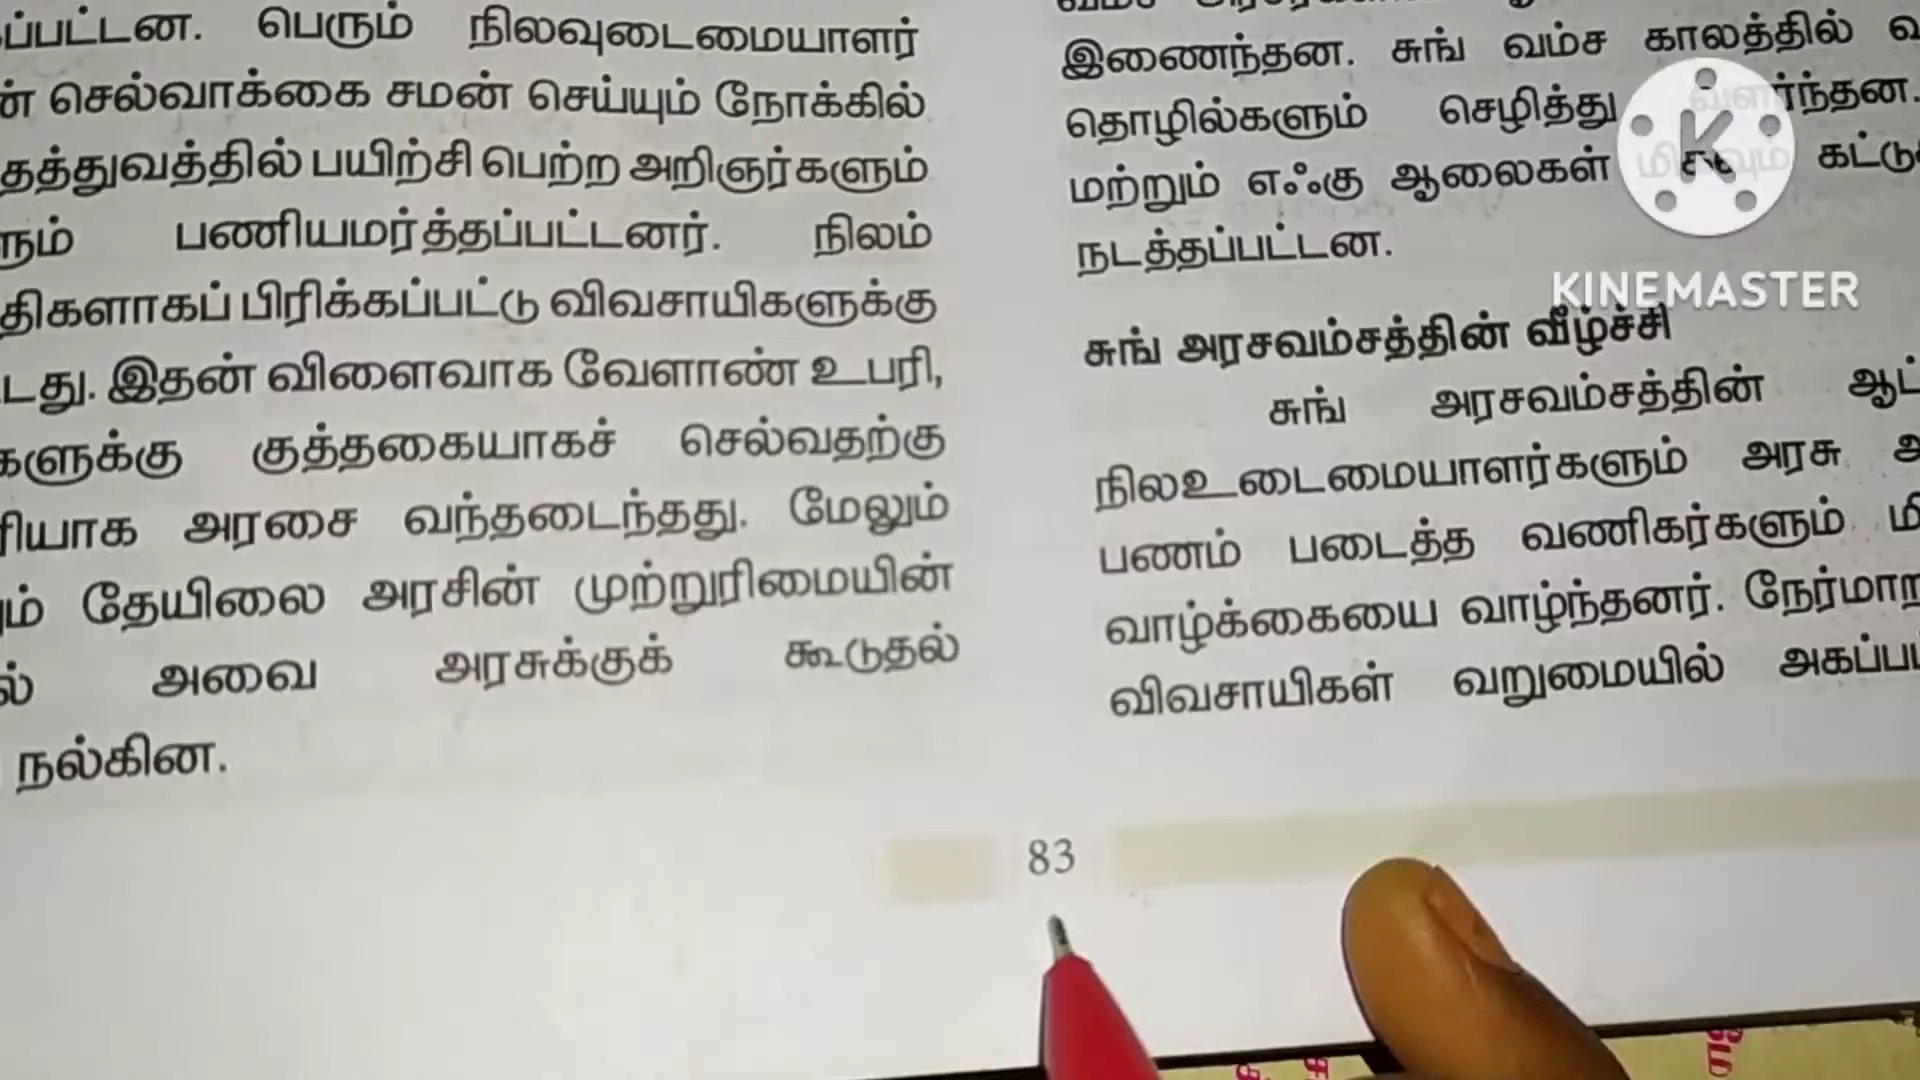 ப்பட்டன. பெரும் நிலவுடைமையாளர்
ன் செல்வாக்கை சமன் செய்யும் நோக்கில்
தத்துவத்தில் பயிற்சி பெற்ற அறிஞர்களும்
ரும் பணியமர்த்தப்பட்டனர். நிலம்
திகளாகப் பிரிக்கப்பட்டு விவசாயிகளுக்கு
டது. இதன் விளைவாக வேளாண் உபரி,
களுக்கு குத்தகையாகச் செல்வதற்கு
ரியாக அரசை வந்தடைந்தது. மேலும்
ும் தேயிலை அரசின் முற்றுரிமையின்
ல் அவை அரசுக்குக் கூடுதல்
நல்கின.
இணைந்தன. சுங் வம்ச காலத்தில்
தொழில்களும் செழித்து வளர்ந்தன.
மற்றும் எஃகு ஆலைகள் மிகவும்
நடத்தப்பட்டன.
சுங் அரசவம்சத்தின் வீழ்ச்சி
சுங் அரசவம்சத்தின்
நிலஉடைமையாளர்களும் அரசு
பணம் படைத்த வணிகர்களும்
வாழ்க்கையை வாழ்ந்தனர்.
விவசாயிகள் வறுமையில்
83
KINEMASTER